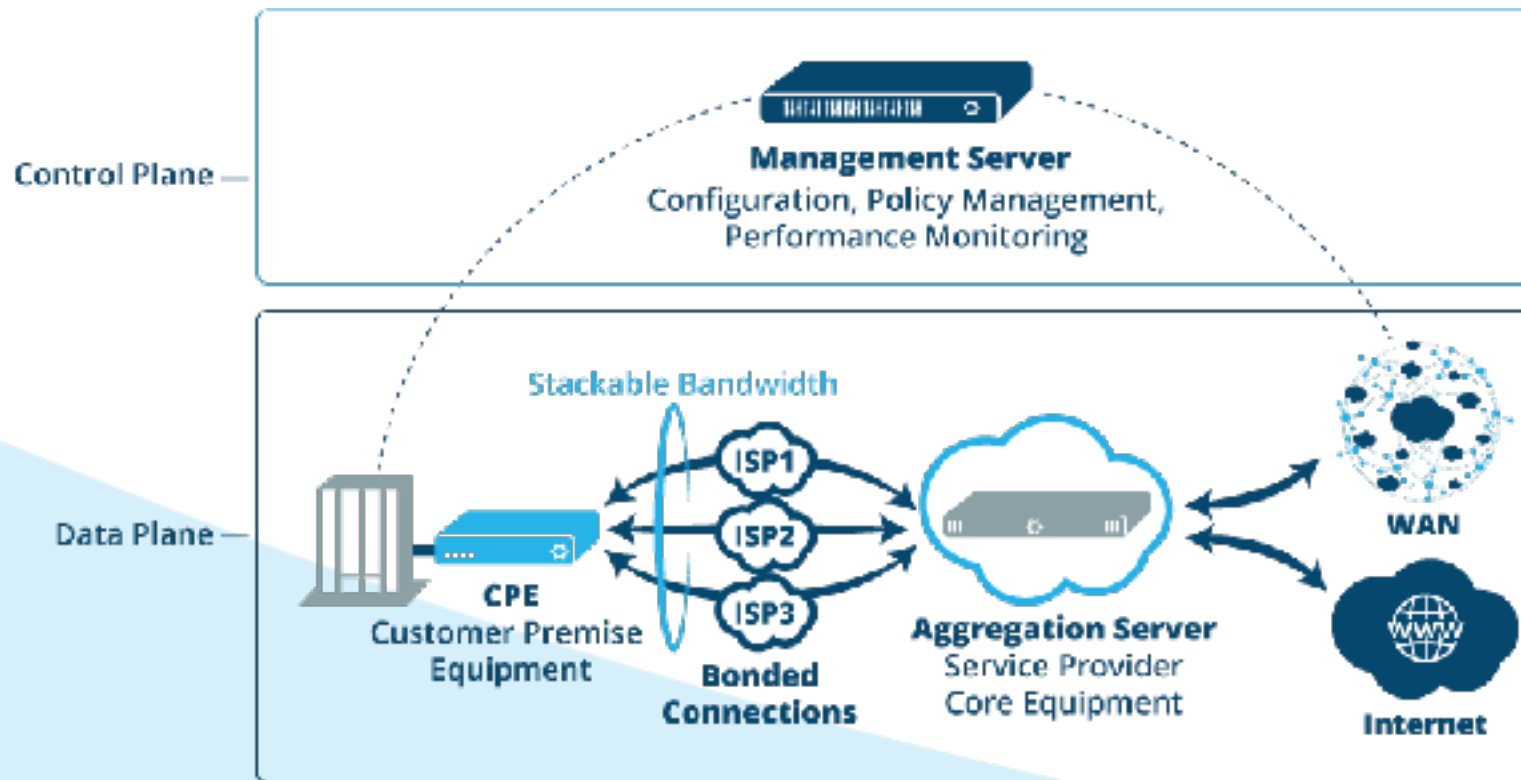 Control Plane
Management Server
Configuration, Policy Management,
Performance Monitoring
Data Plane
Stackable Bandwidth
ISP1
ISP2
ISP3
CPE
Customer Premise
Equipment
Bonded
Connections
Aggregation Server
Service Provider
Core Equipment
WAN
WWW
Internet